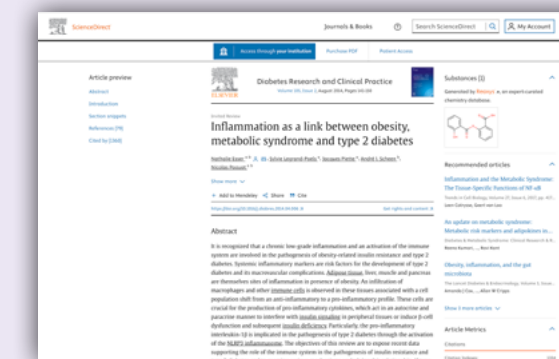 ScienceDirect
Journals & Books
Search ScienceDirect
My Account
Access through your institution
Purchase PDF
Patient Access
Article preview
Abstract
Introduction
Section snippets
References (79)
Diabetes Research and Clinical Practice
ELSEVIER
Inflammation as a link between obesity,
metabolic syndrome and type 2 diabetes
Show more
+ Add to Mendeley
Share
Cite
Get rights and content
Abstract
It is recognized that a chronic low-grade inflammation and an activation of the immune
system are involved in the pathogenesis of obesity-related insulin resistance and type 2
diabetes. Systemic inflammatory markers are risk factors for the development of type 2
diabetes and its macrovascular complications. Adipose tissue, liver, muscle and pancreas
are themselves sites of inflammation in presence of obesity. An infiltration of
macrophages and other immune cells is observed in these tissues associated with a cell
population shift from an anti-inflammatory to a pro-inflammatory profile. These cells are
crucial for the production of pro-inflammatory cytokines, which act in an autocrine and
paracrine manner to interfere with insulin signaling in peripheral tissues or induce β-cell
dysfunction and subsequent insulin deficiency. Particularly, the pro-inflammatory
interleukin-1β is implicated in the pathogenesis of type 2 diabetes through the activation
of the NLRP3 inflammasome. The objectives of this review are to expose recent data
supporting the role of the immune system in the pathogenesis of insulin resistance and
Substances (1)
Generated by Reaxys, an expert-curated
chemistry database.
Recommended articles
Inflammation and the Metabolic Syndrome:
The Tissue-Specific Functions of NF-κB
An update on metabolic syndrome:
Metabolic risk markers and adipokines in...
Obesity, inflammation, and the gut
microbiota
Show 3 more articles
Article Metrics
Citations